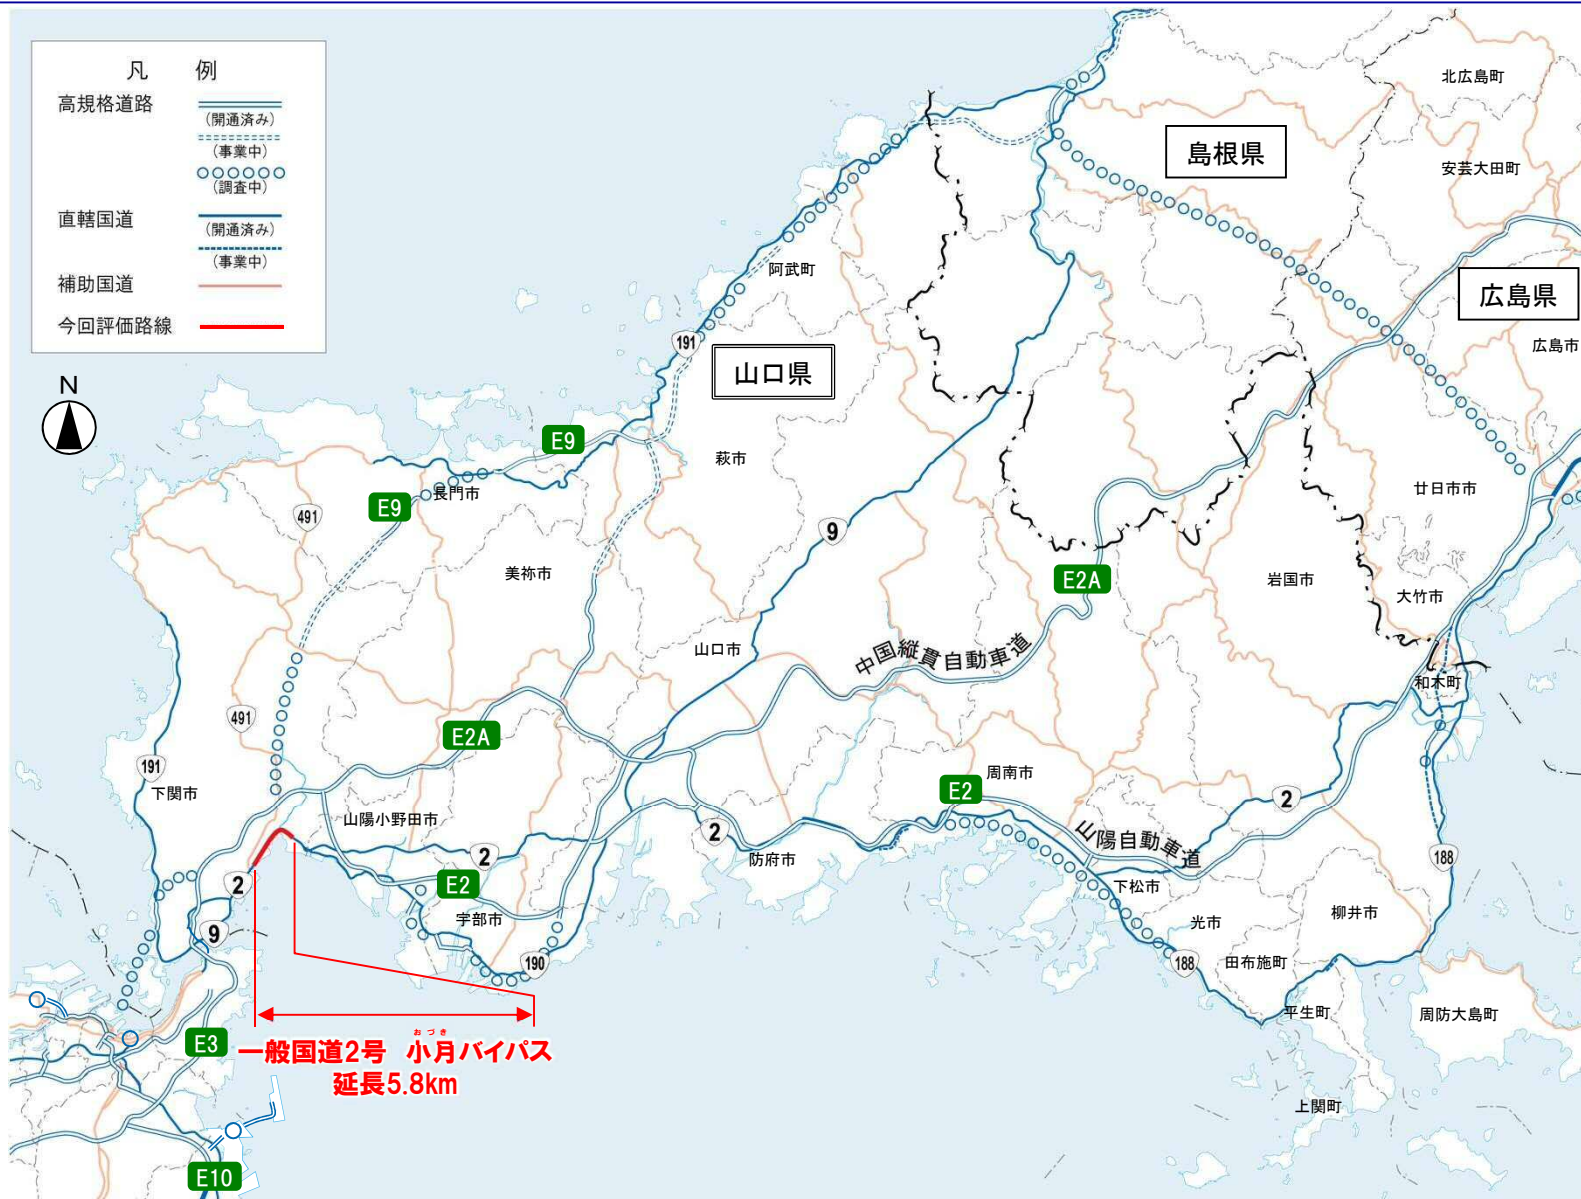 凡 例
高規格道路
(開通済み)
(事業中)
(調査中)
直轄国道
(開通済み)
(事業中)
補助国道
今回評価路線
N
北広島町
島根県
安芸大田町
阿武町
広島県
広島市
191
山口県
E9
萩市
長門市
E9
491
廿日市市
9
美祢市
E2A
岩国市
大竹市
山口市
中国縦貫自動車道
和木町
491
E2A
191
下関市
周南市
E2
2
山陽小野田市
2
2
防府市
山陽自動車道
188
2
E2
下松市
宇部市
光市
柳井市
9
190
188
田布施町
平生町
周防大島町
E3
おづき
一般国道2号 小月バイパス
延長5.8km
上関町
E10